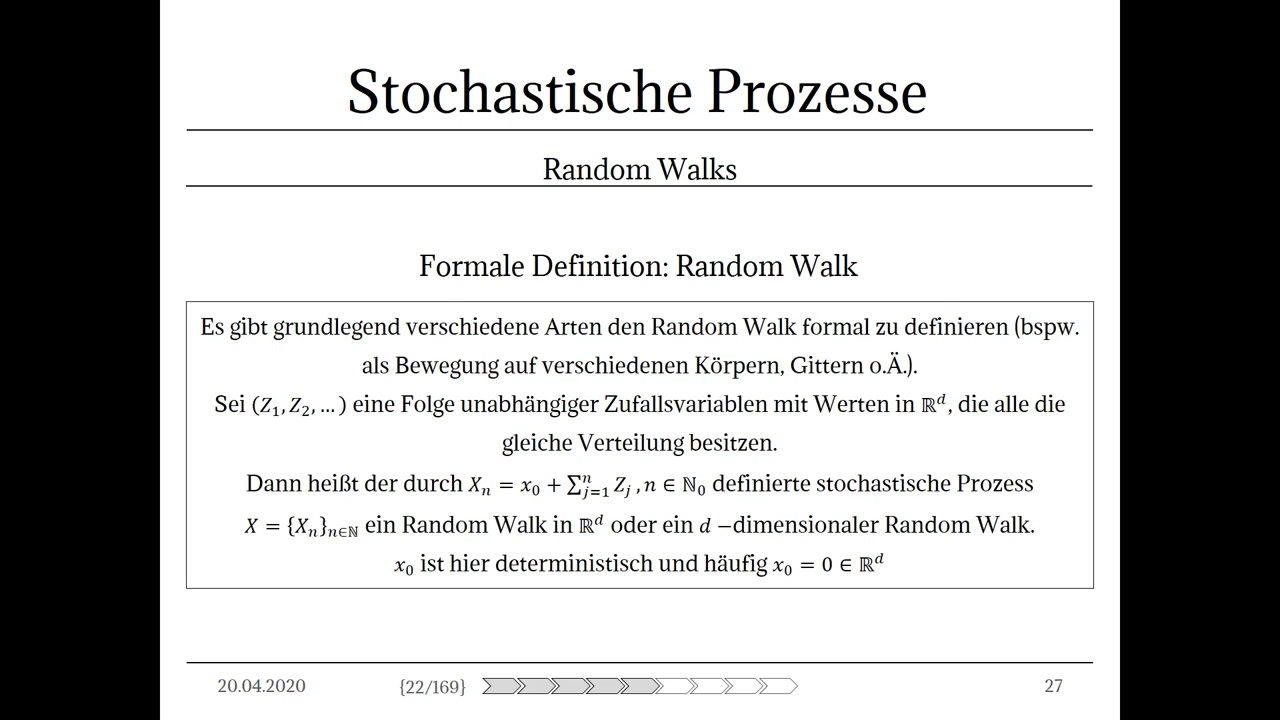 Stochastische Prozesse
Random Walks
Formale Definition: Random Walk
Es gibt grundlegend verschiedene Arten den Random Walk formal zu definieren (bspw.
als Bewegung auf verschiedenen Körpern, Gittern o.Ä.).
Sei (Z₁, Z₂, … ) eine Folge unabhängiger Zufallsvariablen mit Werten in ℝᵈ, die alle die
gleiche Verteilung besitzen.
Dann heißt der durch Xₙ = x₀ + ∑ⁿⱼ₌₁ Zⱼ , n ∈ ℕ₀ definierte stochastische Prozess
X = {Xₙ}ₙ∈ℕ ein Random Walk in ℝᵈ oder ein d −dimensionaler Random Walk.
x₀ ist hier deterministisch und häufig x₀ = 0 ∈ ℝᵈ
20.04.2020 {22/169} 27